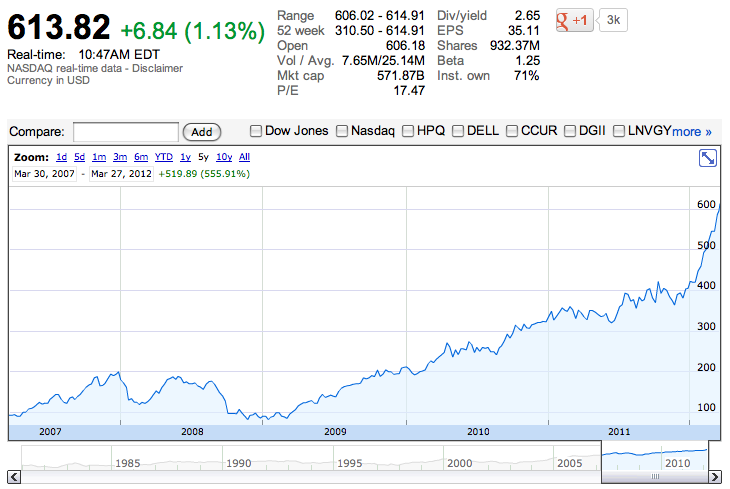 613.82 +6.84 (1.13%)
Real-time: 10:47AM EDT
NASDAQ real-time data - Disclaimer
Currency in USD
Range 606.02 - 614.91
52 week 310.50 - 614.91
Open 606.18
Vol / Avg. 7.65M/25.14M
Mkt cap 571.87B
P/E 17.47
Div/yield 2.65
EPS 35.11
Shares 932.37M
Beta 1.25
Inst. own 71%
g +1 3k
Compare: Add Dow Jones Nasdaq HPQ DELL CCUR DGII LNVGY more »
Zoom: 1d 5d 1m 3m 6m YTD 1y 5y 10y All
Mar 30, 2007 - Mar 27, 2012 +519.89 (555.91%)
600
500
400
300
200
100
2007 2008 2009 2010 2011
1985 1990 1995 2000 2005 2010